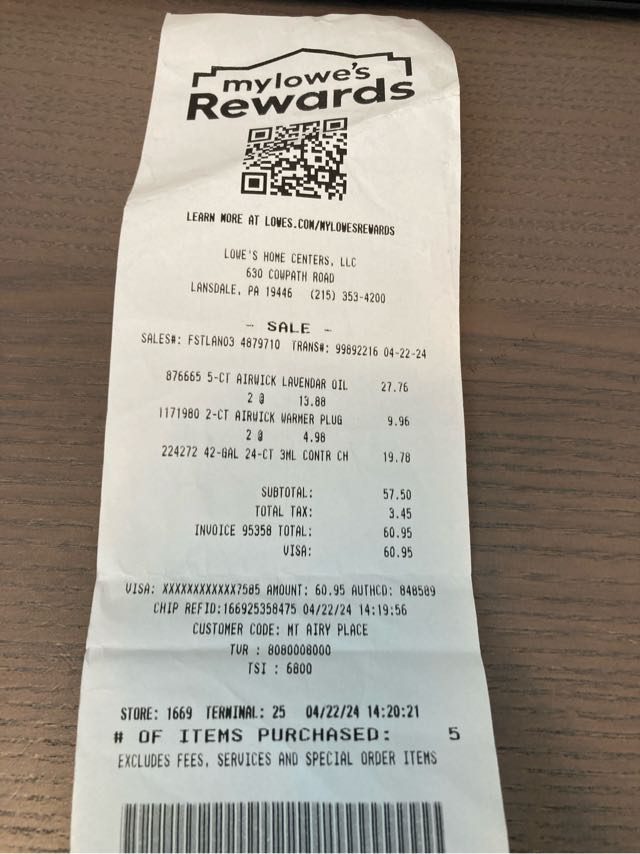 mylowe's
Rewards
LEARN MORE AT LOWES.COM/MYLOWESREWARDS
LOWE'S HOME CENTERS, LLC
630 COWPATH ROAD
LANSDALE, PA 19446 (215) 353-4200
- SALE -
SALES#: FSTLAN03 4879710 TRANS#: 99892216 04-22-24
876665 5-CT AIRWICK LAVENDAR OIL 27.76
2 @ 13.88
1171980 2-CT AIRWICK WARMER PLUG 9.96
2 @ 4.98
224272 42-GAL 24-CT 3ML CONTR CH 19.78
SUBTOTAL: 57.50
TOTAL TAX: 3.45
INVOICE 95358 TOTAL: 60.95
VISA: 60.95
VISA: XXXXXXXXXXXX7585 AMOUNT: 60.95 AUTHCD: 848589
CHIP REFID:166925358475 04/22/24 14:19:56
CUSTOMER CODE: MT AIRY PLACE
TVR : 8080008000
TSI : 6800
STORE: 1669 TERMINAL: 25 04/22/24 14:20:21
# OF ITEMS PURCHASED: 5
EXCLUDES FEES, SERVICES AND SPECIAL ORDER ITEMS